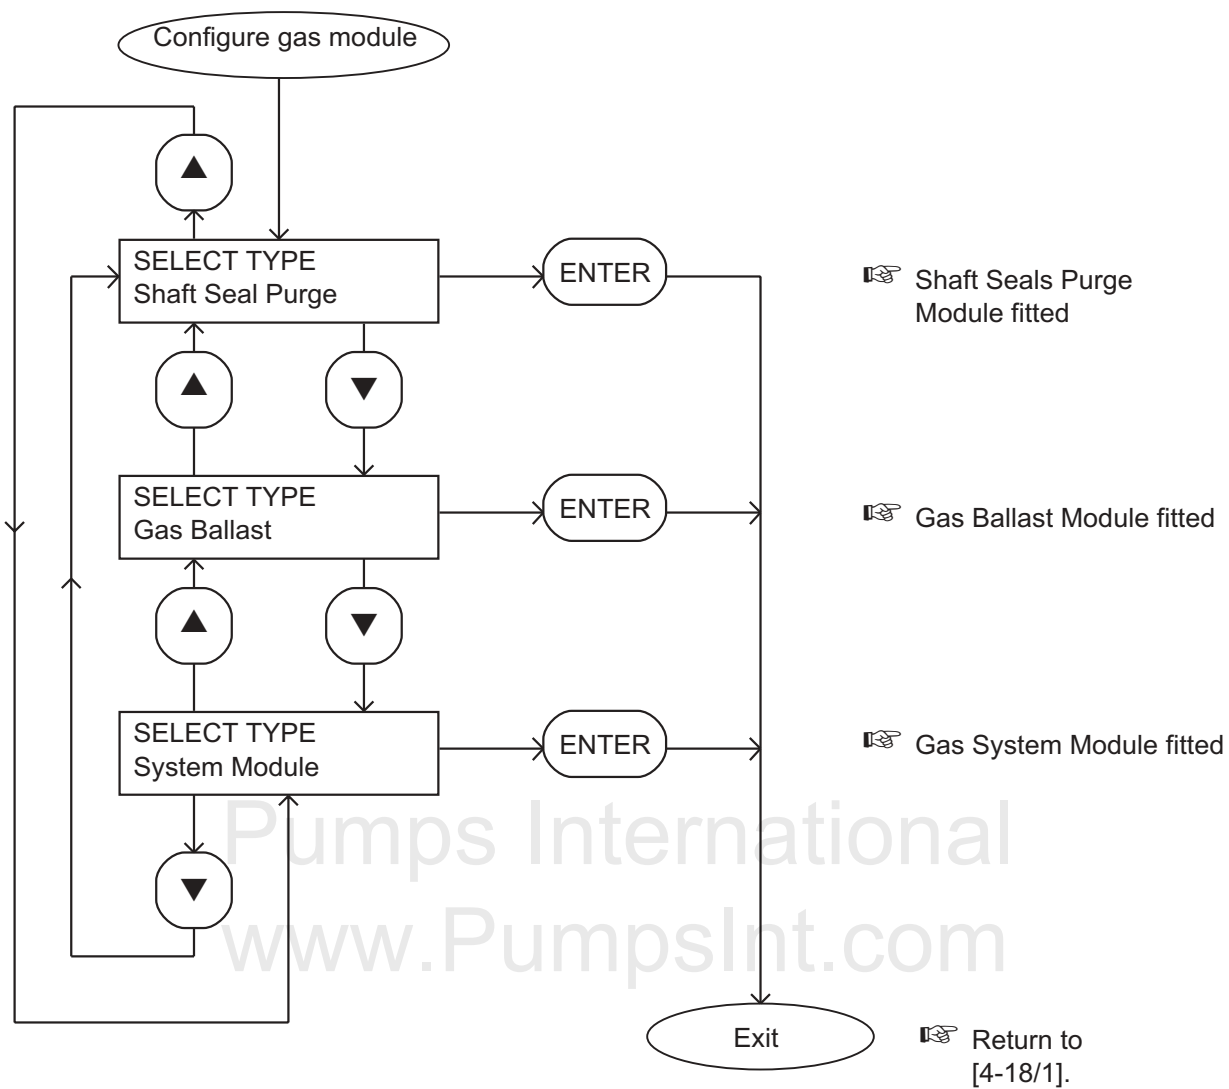 Configure gas module
SELECT TYPE
Shaft Seal Purge
ENTER
Shaft Seals Purge
Module fitted
SELECT TYPE
Gas Ballast
ENTER
Gas Ballast Module fitted
SELECT TYPE
System Module
ENTER
Gas System Module fitted
Pumps International
www.PumpsInt.com
Exit
Return to
[4-18/1].